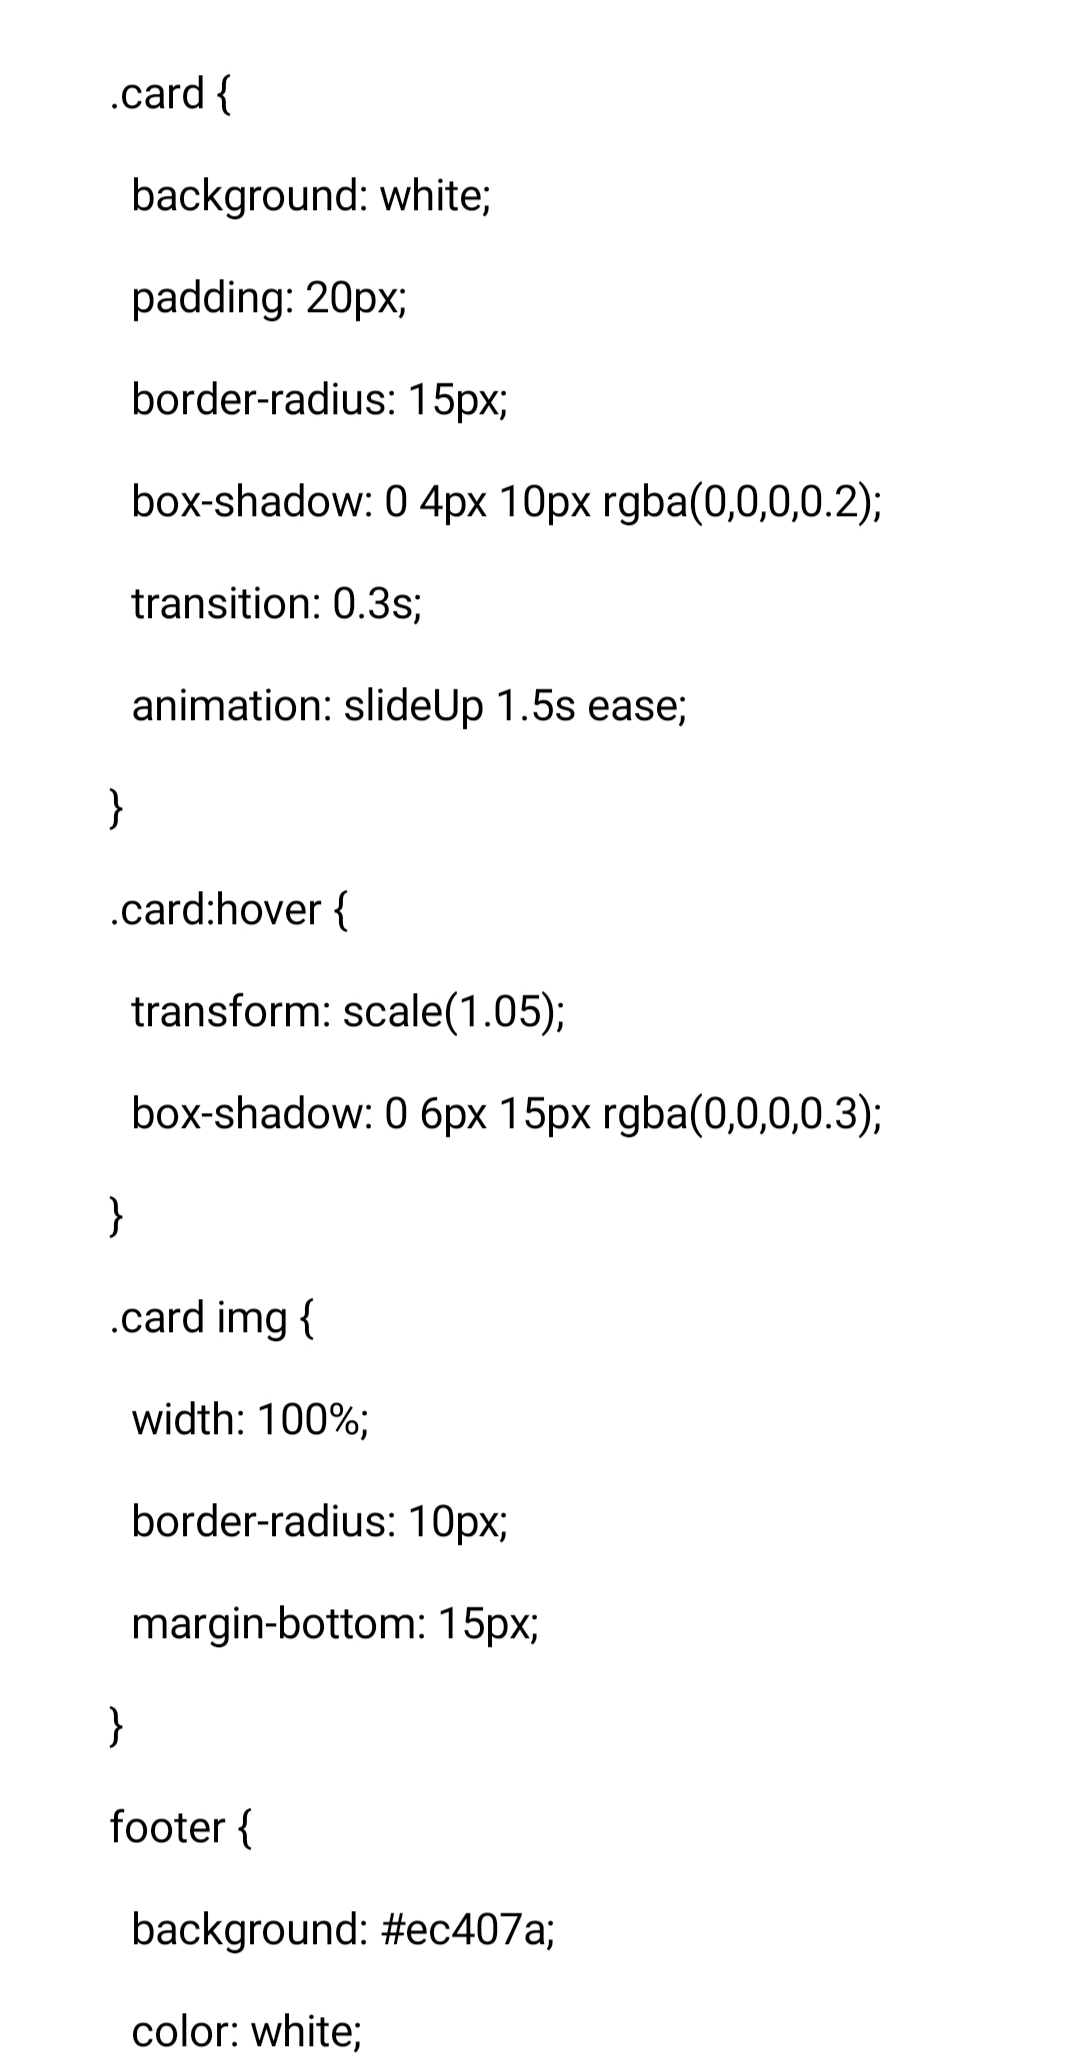 .card {
  background: white;
  padding: 20px;
  border-radius: 15px;
  box-shadow: 0 4px 10px rgba(0,0,0,0.2);
  transition: 0.3s;
  animation: slideUp 1.5s ease;
}
.card:hover {
  transform: scale(1.05);
  box-shadow: 0 6px 15px rgba(0,0,0,0.3);
}
.card img {
  width: 100%;
  border-radius: 10px;
  margin-bottom: 15px;
}
footer {
  background: #ec407a;
  color: white;